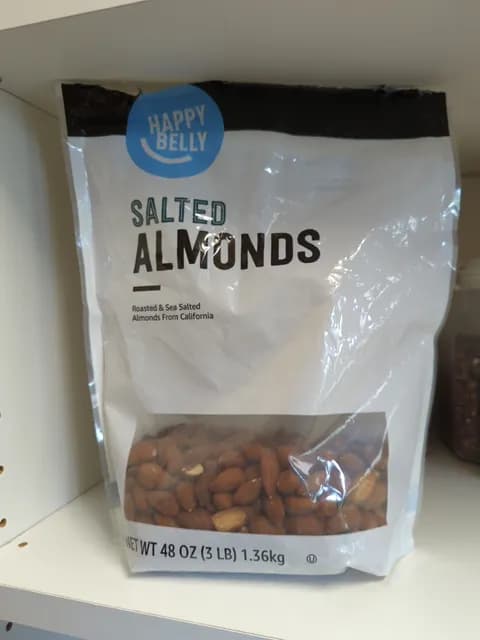 HAPPY
BELLY
SALTED
ALMONDS
Roasted & Sea Salted
Almonds From California
NET WT 48 OZ (3 LB) 1.36kg
U